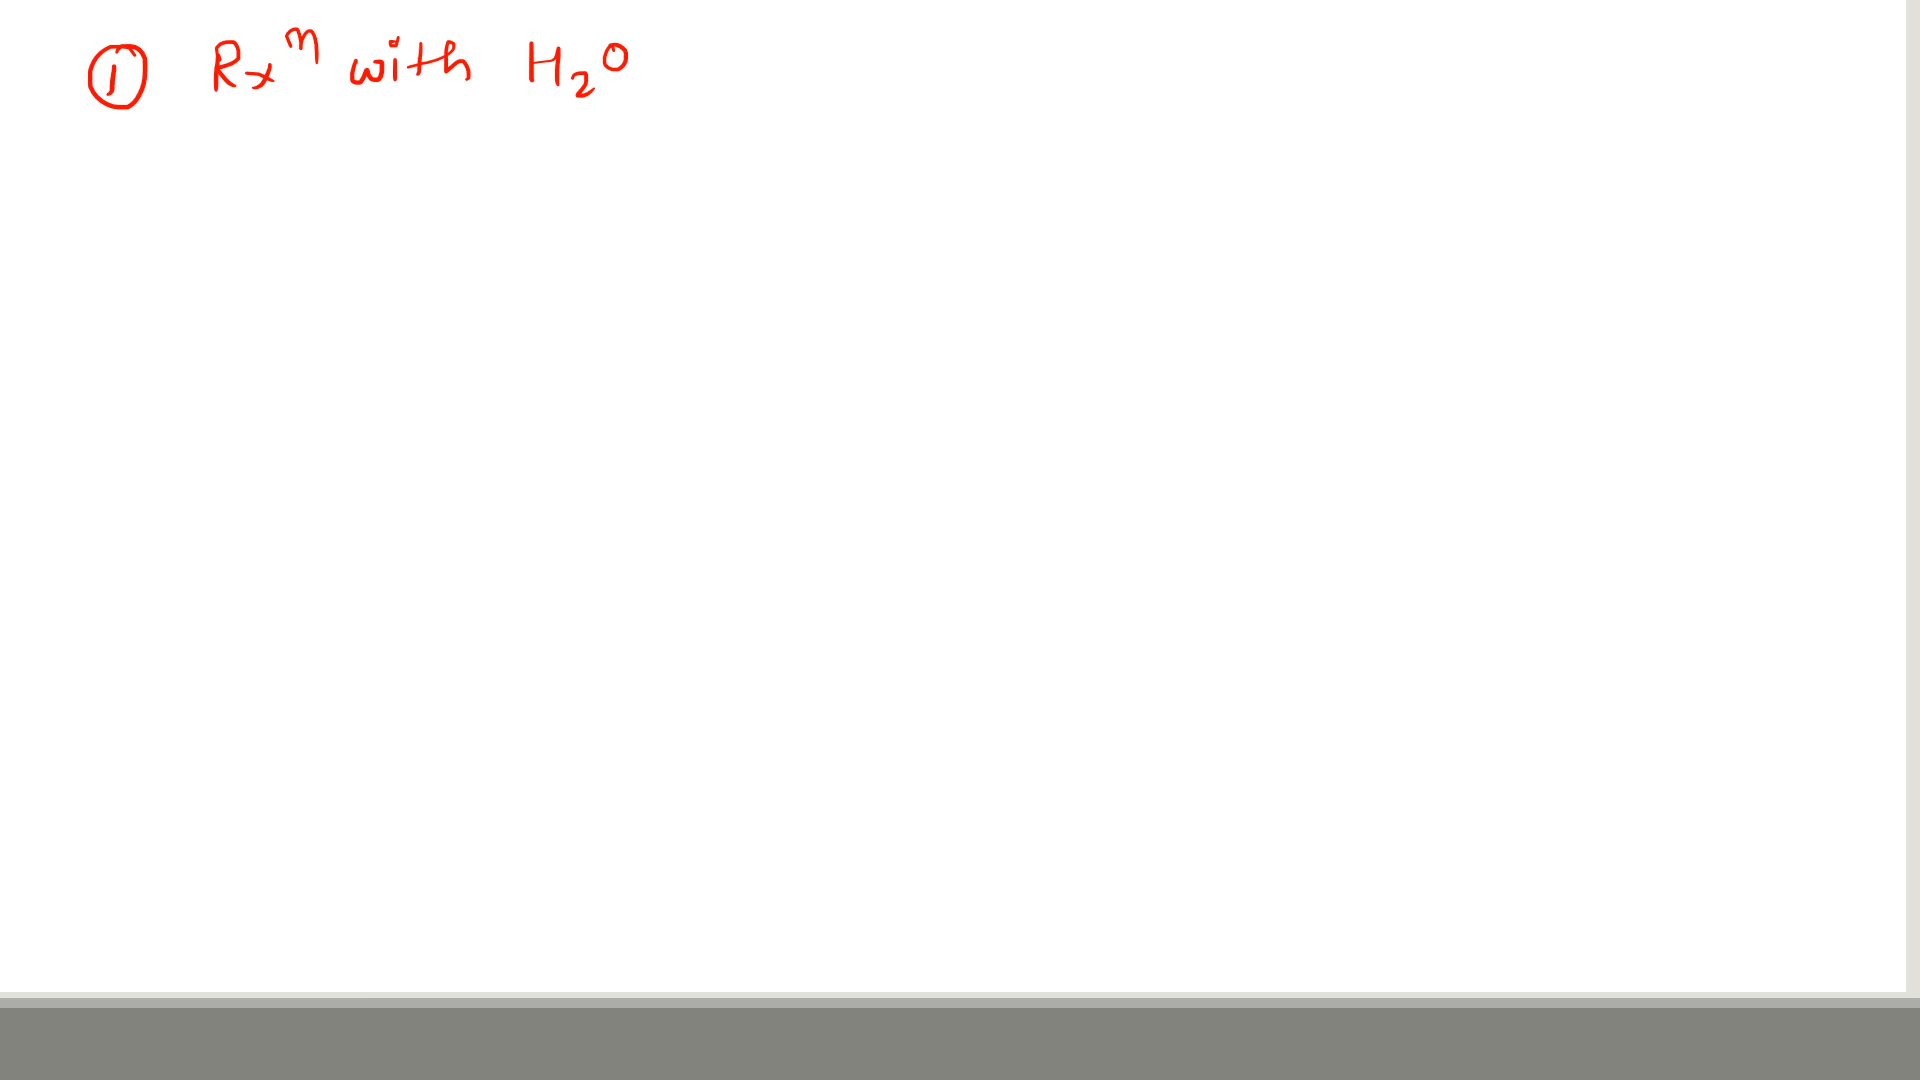 ① Rxⁿ with H₂O